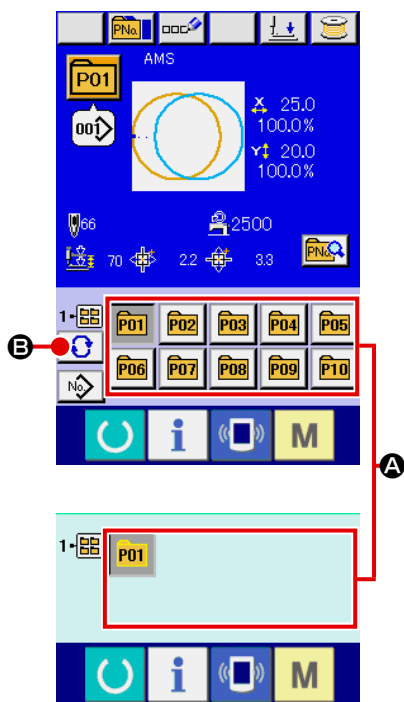 PNo.
AMS
P01
X 25.0
001
100.0%
Y 20.0
100.0%
66
2500
70 2.2 3.3
PNo.
1-
P01 P02 P03 P04 P05
B
P06 P07 P08 P09 P10
No.
i M
A
1-
P01
i M